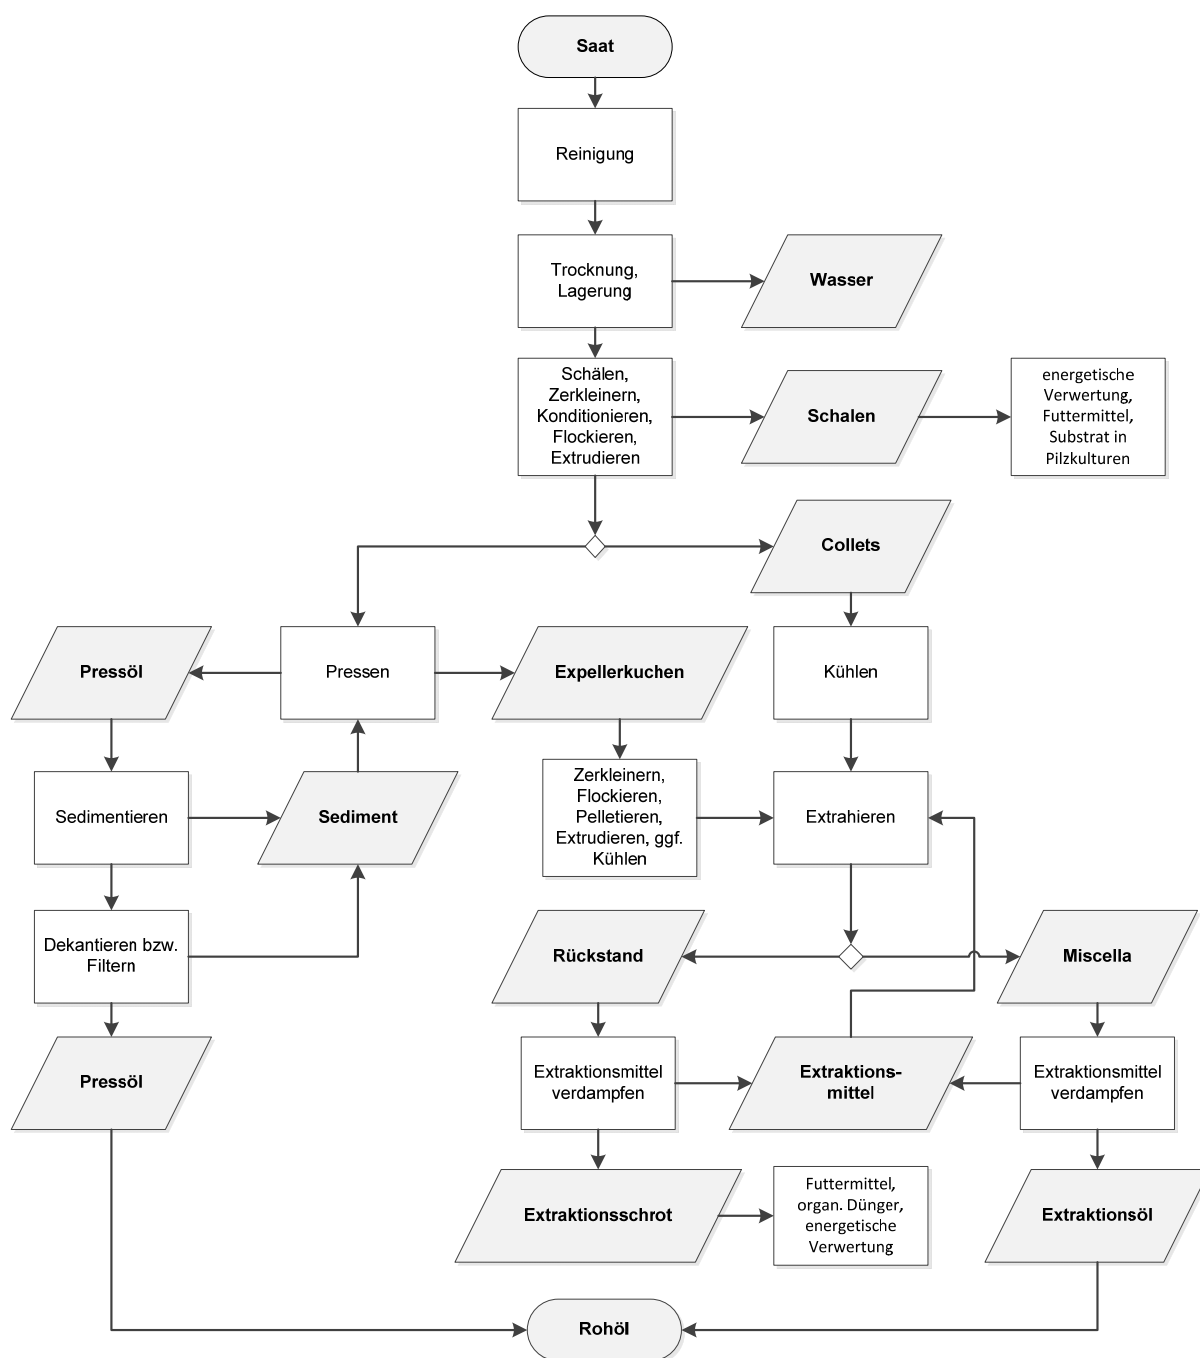 Saat
Reinigung
Trocknung,
Lagerung
Wasser
Schälen,
Zerkleinern,
Konditionieren,
Flockieren,
Extrudieren
Schalen
energetische
Verwertung,
Futtermittel,
Substrat in
Pilzkulturen
Collets
Pressöl
Pressen
Expellerkuchen
Kühlen
Sedimentieren
Sediment
Zerkleinern,
Flockieren,
Pelletieren,
Extrudieren, ggf.
Kühlen
Extrahieren
Dekantieren bzw.
Filtern
Rückstand
Miscella
Pressöl
Extraktionsmittel
verdampfen
Extraktions-
mittel
Extraktionsmittel
verdampfen
Extraktionsschrot
Futtermittel,
organ. Dünger,
energetische
Verwertung
Extraktionsöl
Rohöl